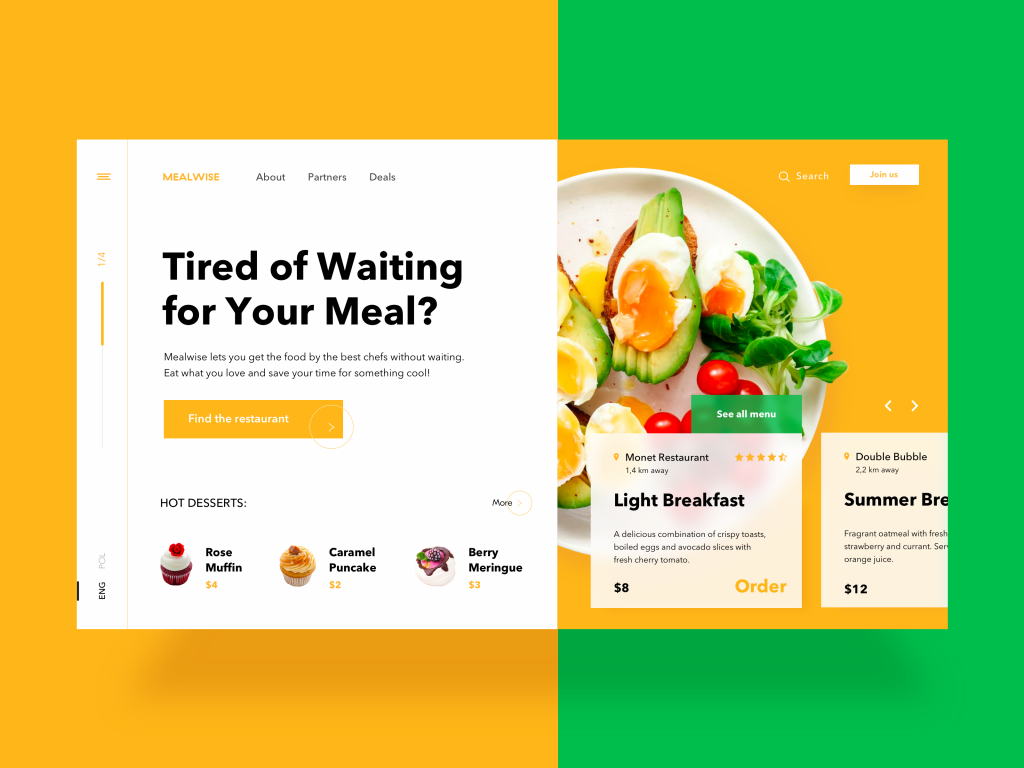 MEALWISE
About
Partners
Deals
Search
Join us
1/4
Tired of Waiting
for Your Meal?
Mealwise lets you get the food by the best chefs without waiting.
Eat what you love and save your time for something cool!
Find the restaurant
HOT DESSERTS:
More
Rose
Muffin
$4
Caramel
Puncake
$2
Berry
Meringue
$3
POL
ENG
See all menu
Monet Restaurant
1,4 km away
Light Breakfast
A delicious combination of crispy toasts,
boiled eggs and avocado slices with
fresh cherry tomato.
$8
Order
Double Bubble
2,2 km away
Summer Bre
Fragrant oatmeal with fresh
strawberry and currant. Ser
orange juice.
$12